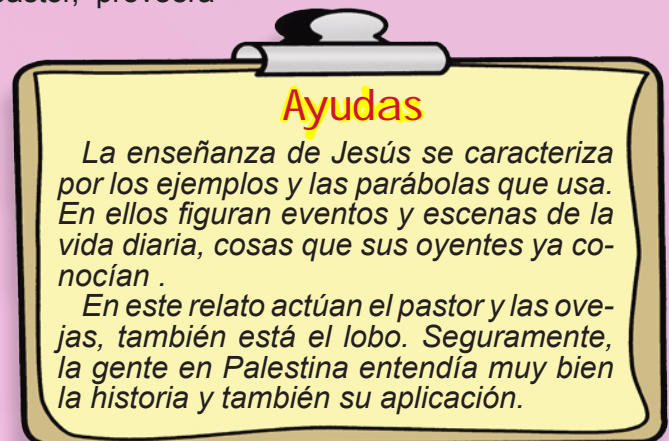 pastor, proveerá
Ayudas
La enseñanza de Jesús se caracteriza
por los ejemplos y las parábolas que usa.
En ellos figuran eventos y escenas de la
vida diaria, cosas que sus oyentes ya co-
nocían .
En este relato actúan el pastor y las ove-
jas, también está el lobo. Seguramente,
la gente en Palestina entendía muy bien
la historia y también su aplicación.